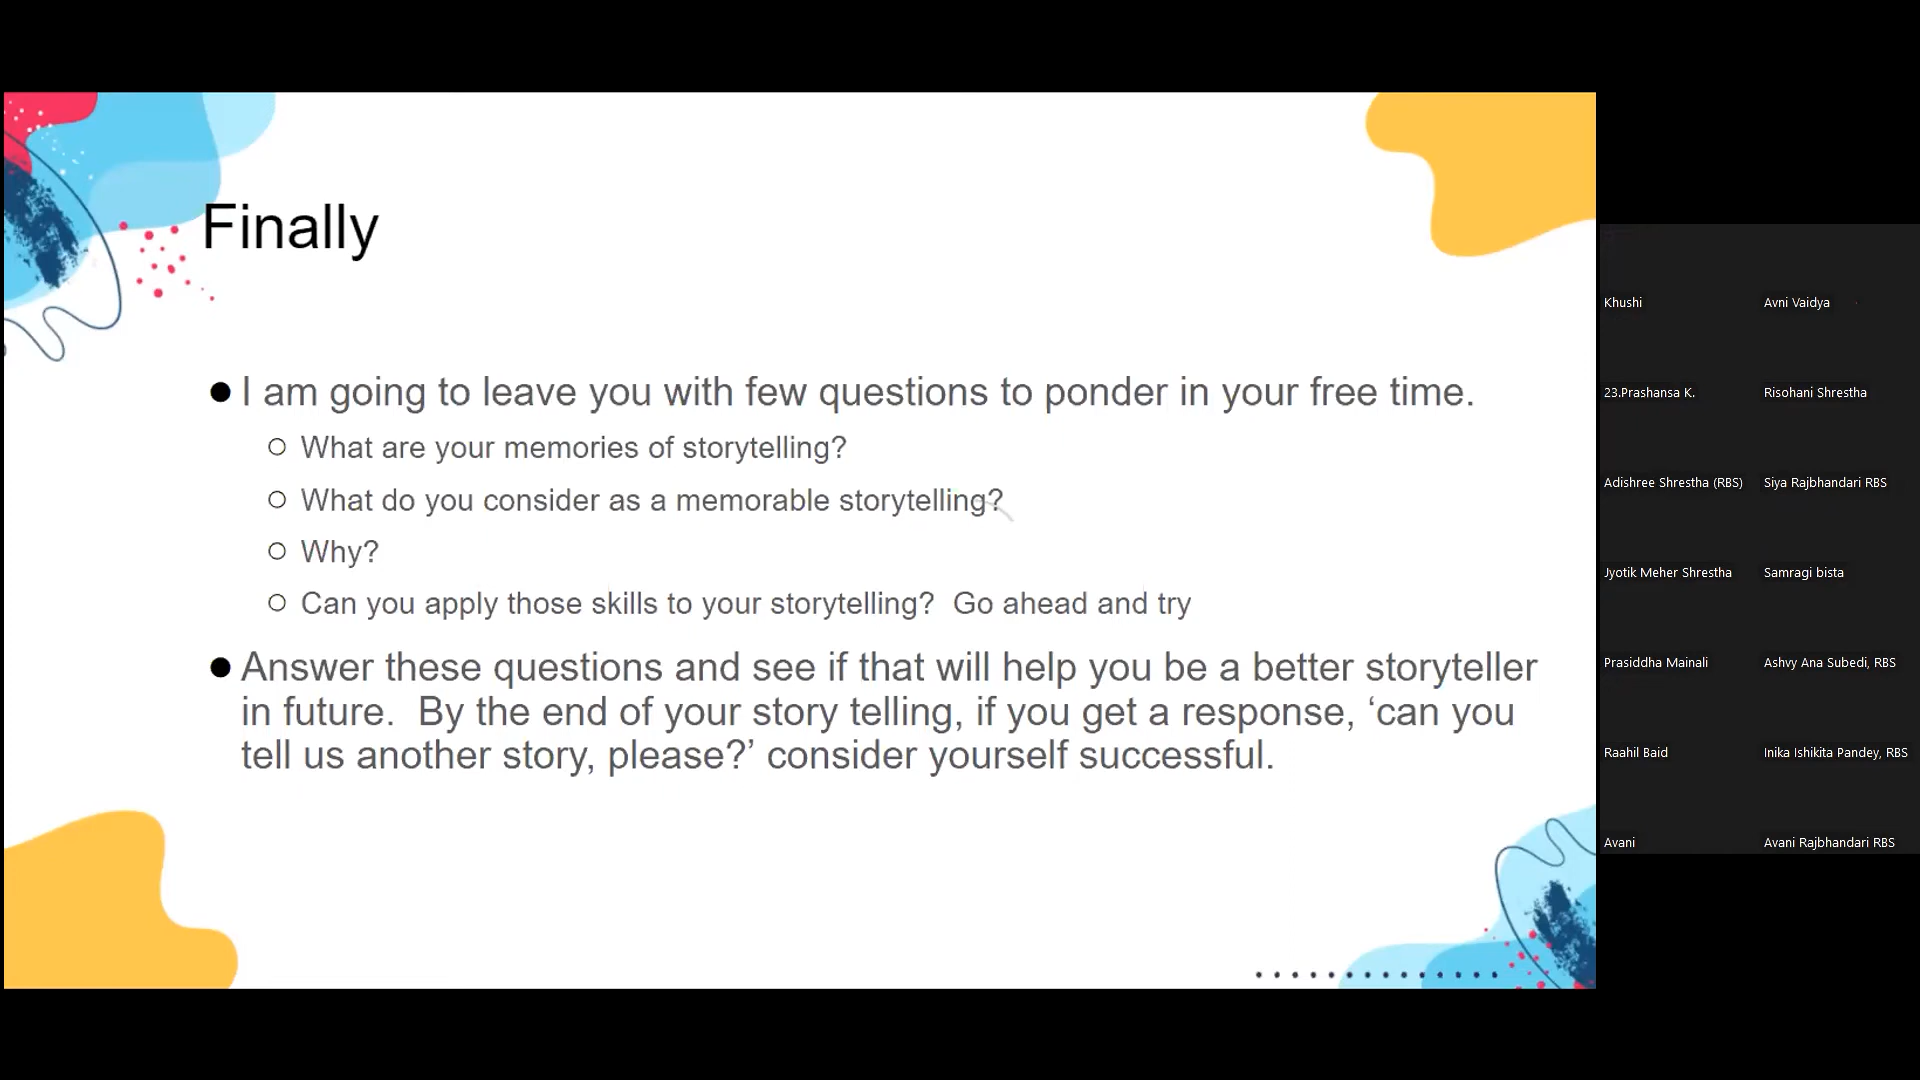 Finally
● I am going to leave you with few questions to ponder in your free time.
○ What are your memories of storytelling?
○ What do you consider as a memorable storytelling?
○ Why?
○ Can you apply those skills to your storytelling?  Go ahead and try
● Answer these questions and see if that will help you be a better storyteller
in future.  By the end of your story telling, if you get a response, ‘can you
tell us another story, please?’ consider yourself successful.
Khushi
Avni Vaidya
23.Prashansa K.
Risohani Shrestha
Adishree Shrestha (RBS)
Siya Rajbhandari RBS
Jyotik Meher Shrestha
Samragi bista
Prasiddha Mainali
Ashvy Ana Subedi, RBS
Raahil Baid
Inika Ishikita Pandey, RBS
Avani
Avani Rajbhandari RBS